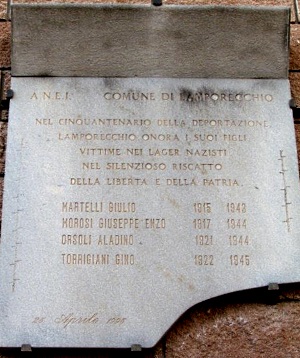 A.N.E.I. COMUNE DI LAMPORECCHIO
NEL CINQUANTENARIO DELLA DEPORTAZIONE
LAMPORECCHIO ONORA I SUOI FIGLI
VITTIME NEI LAGER NAZISTI
NEL SILENZIOSO RISCATTO
DELLA LIBERTA E DELLA PATRIA.
MARTELLI GIULIO 1915 1943
MOROSI GIUSEPPE ENZO 1917 1944
ORSOLI ALADINO 1921 1944
TORRIGIANI GINO 1922 1945
Aprile